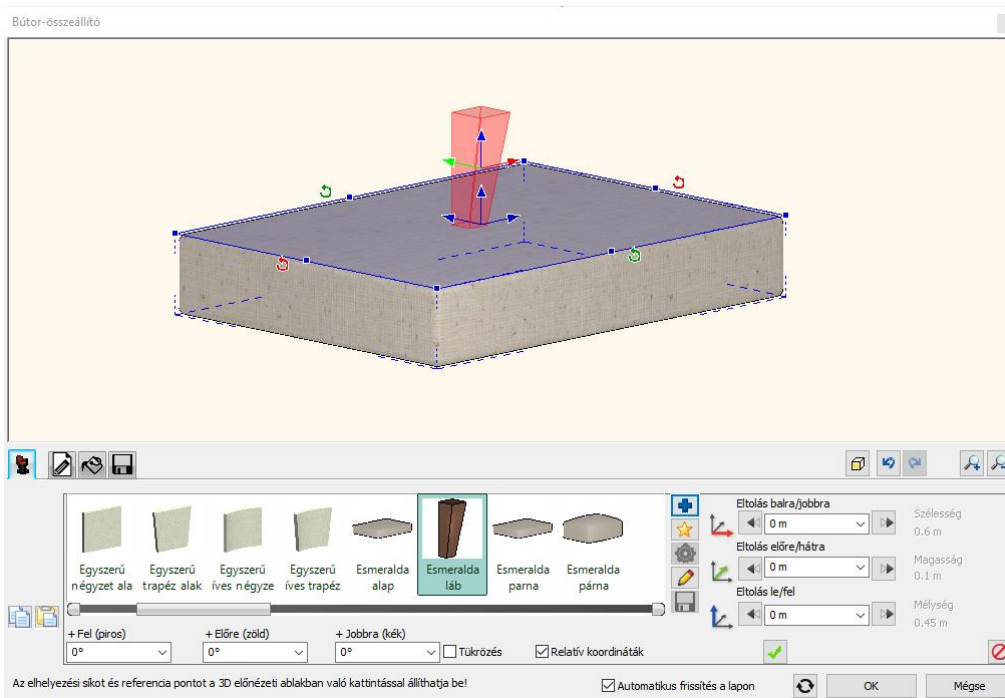 Bútor-összeállító
Egyszerű
négyzet ala
Egyszerű
trapéz alak
Egyszerű
íves négyze
Egyszerű
íves trapéz
Esmeralda
alap
Esmeralda
láb
Esmeralda
parna
Esmeralda
párna
Eltolás balra/jobbra
0 m
Szélesség
0.6 m
Eltolás előre/hátra
0 m
Magasság
0.1 m
Eltolás le/fel
0 m
Mélység
0.45 m
+ Fel (piros)
+ Előre (zöld)
+ Jobbra (kék)
0°
0°
0°
Tükrözés
Relatív koordináták
Az elhelyezési síkot és referencia pontot a 3D előnézeti ablakban való kattintással állíthatja be!
Automatikus frissítés a lapon
OK
Mégse